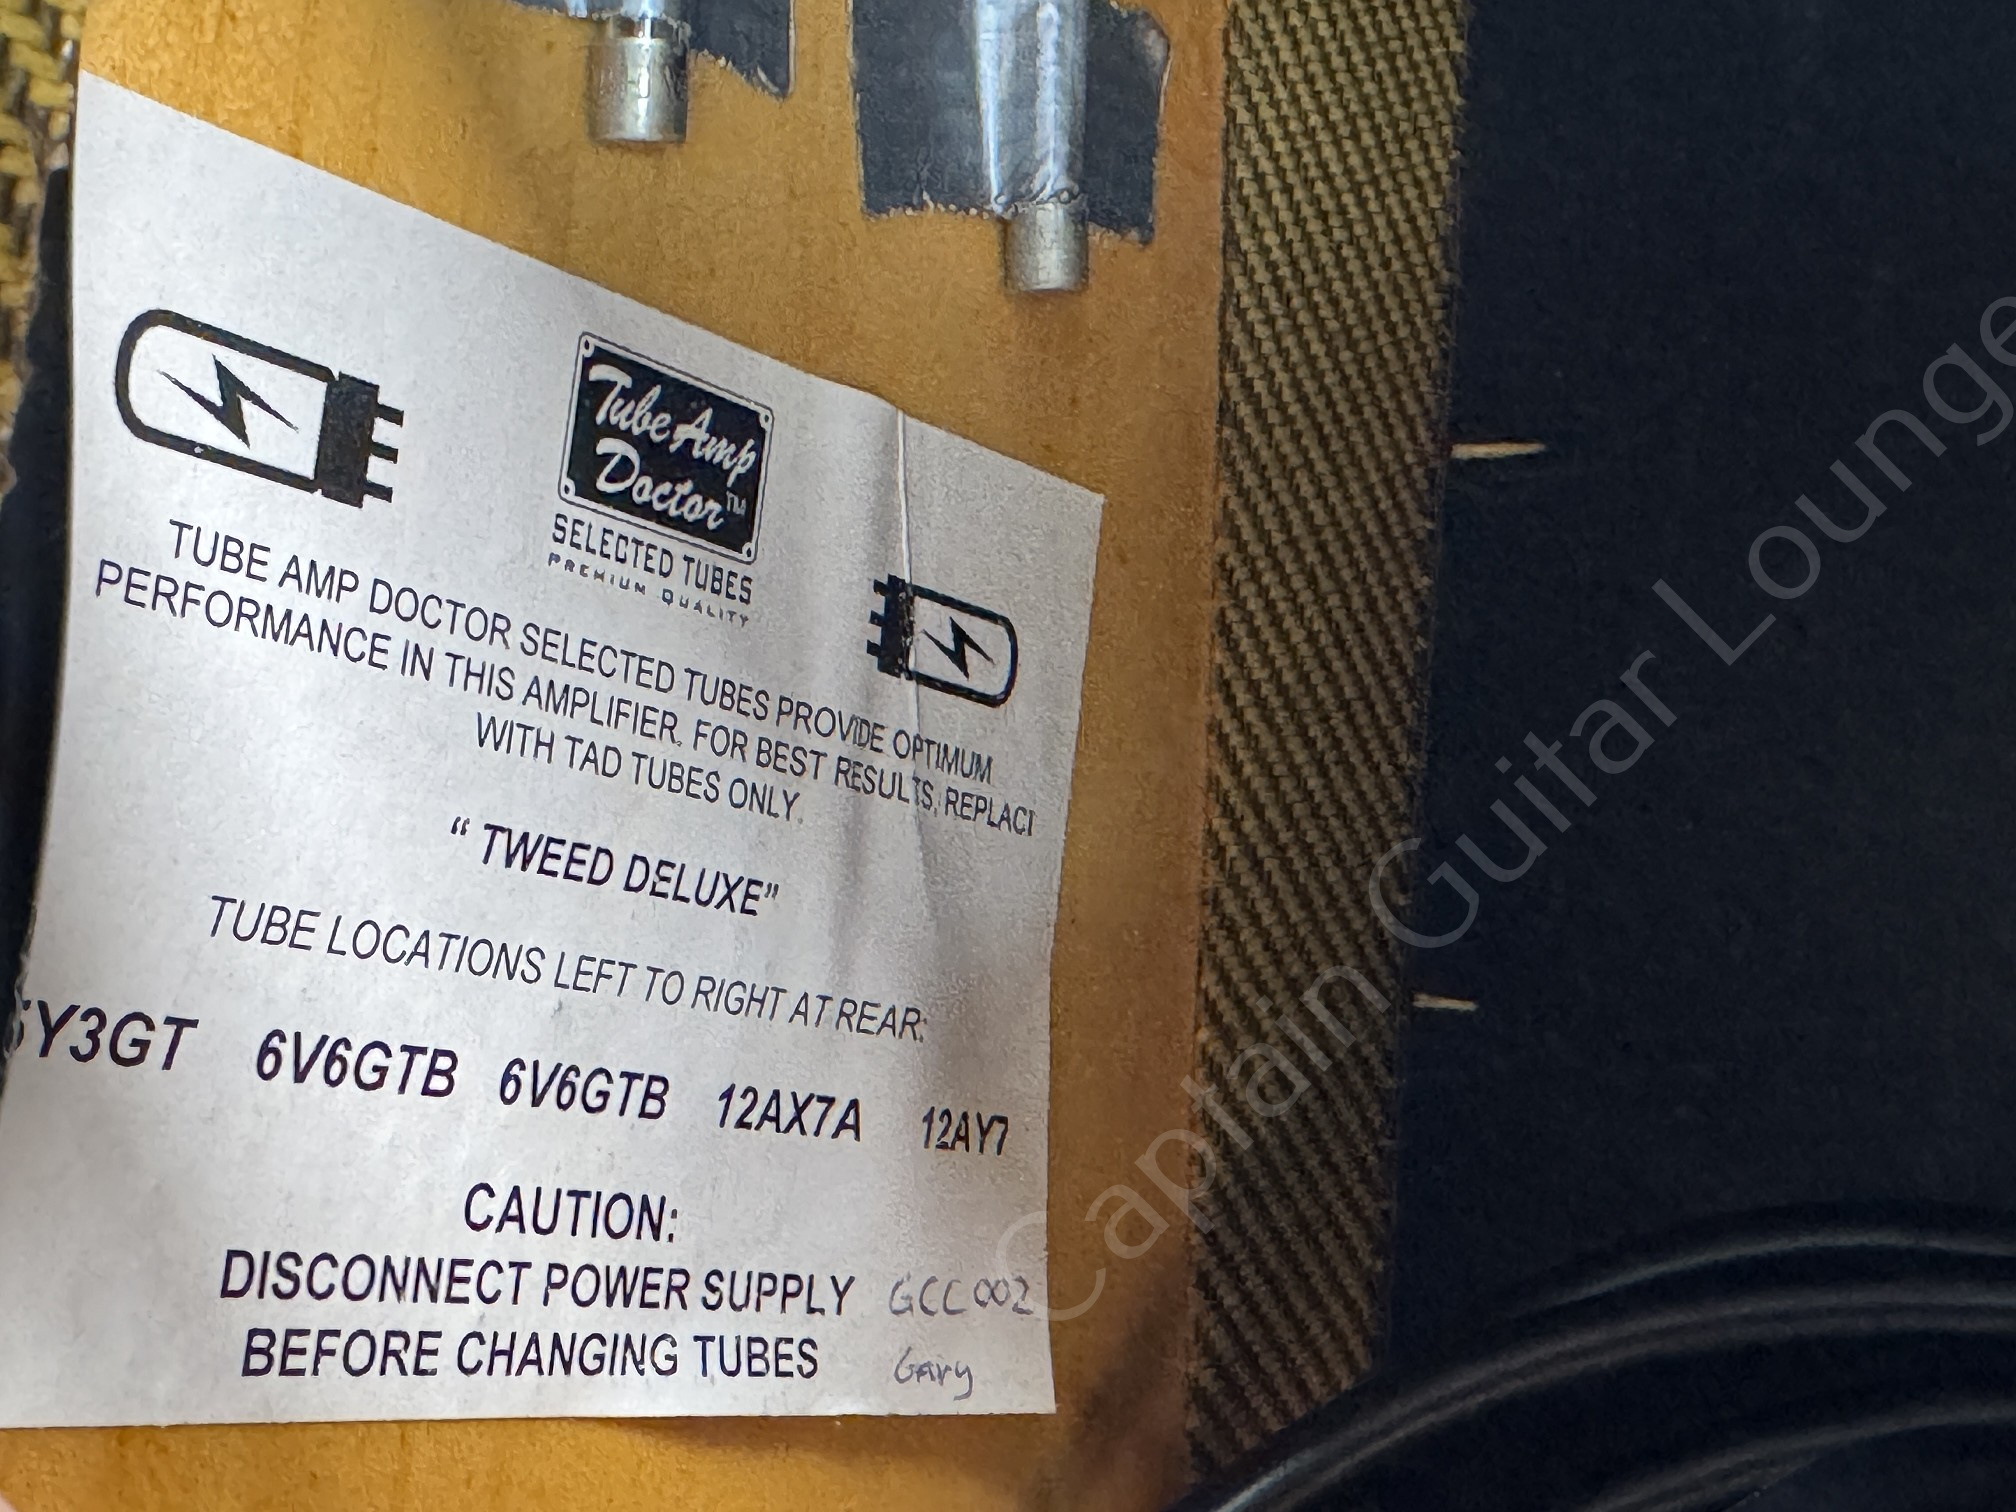 Tube Amp
Doctor™
SELECTED TUBES
PREMIUM QUALITY
TUBE AMP DOCTOR SELECTED TUBES PROVIDE OPTIMUM
PERFORMANCE IN THIS AMPLIFIER. FOR BEST RESULTS, REPLACE
WITH TAD TUBES ONLY.
“ TWEED DELUXE”
TUBE LOCATIONS LEFT TO RIGHT AT REAR:
5Y3GT 6V6GTB 6V6GTB 12AX7A 12AY7
CAUTION:
DISCONNECT POWER SUPPLY GCC002
BEFORE CHANGING TUBES Gary
Captain Guitar Lounge